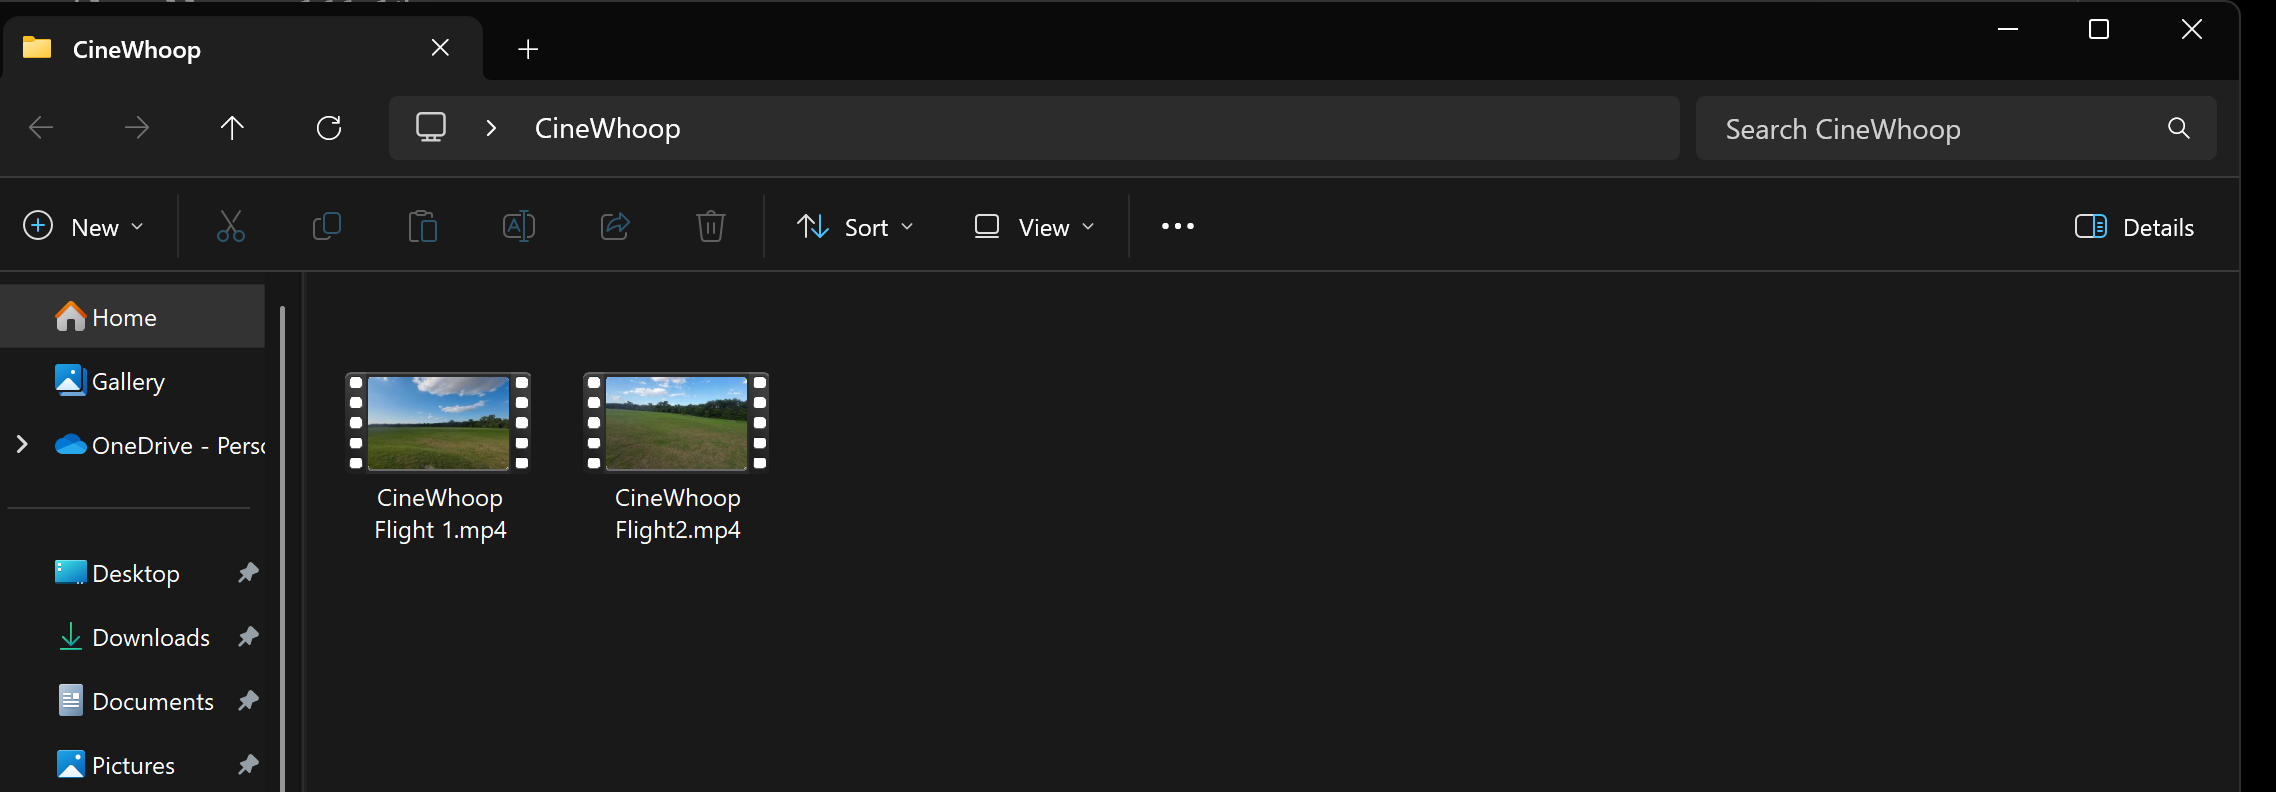 CineWhoop
CineWhoop
Search CineWhoop
New
Sort
View
Details
Home
Gallery
OneDrive - Perso
Desktop
Downloads
Documents
Pictures
CineWhoop
Flight 1.mp4
CineWhoop
Flight2.mp4